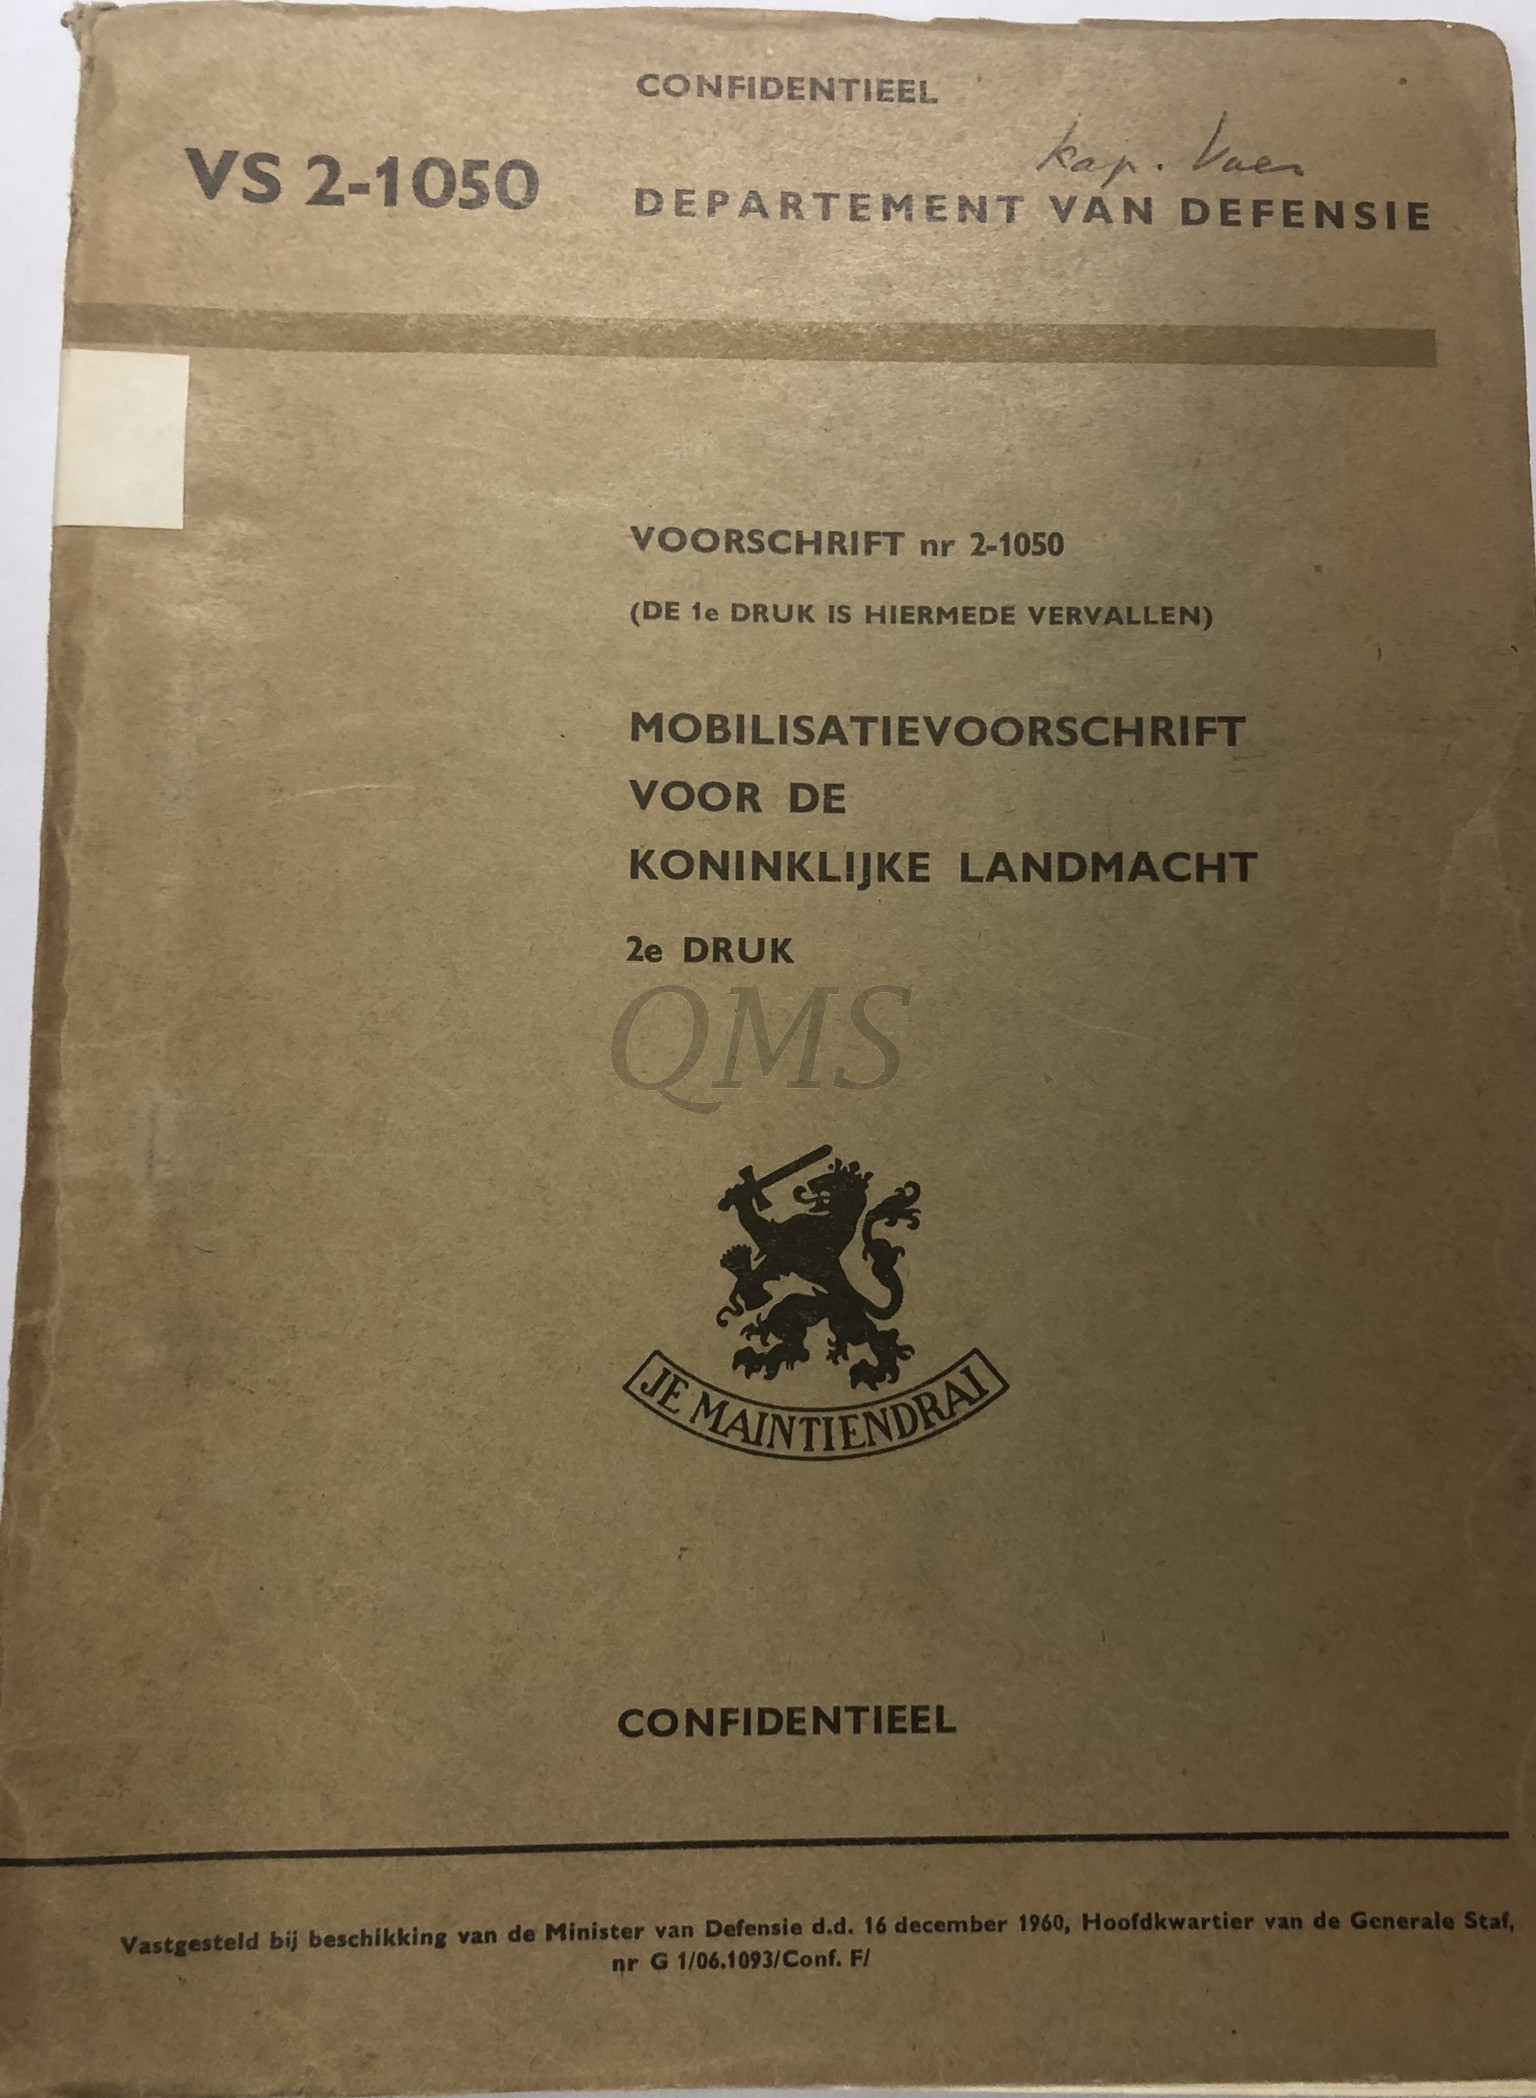 CONFIDENTIEEL
kap.
VS 2-1050
DEPARTEMENT VAN DEFENSIE
VOORSCHRIFT nr 2-1050
(DE 1e DRUK IS HIERMEDE VERVALLEN)
MOBILISATIEVOORSCHRIFT
VOOR DE
KONINKLIJKE LANDMACHT
2e DRUK
QMS
JE MAINTIENDRAI
CONFIDENTIEEL
Vastgesteld bij beschikking van de Minister van Defensie d.d. 16 december 1960, Hoofdkwartier van de Generale Staf,
nr G 1/06.1093/Conf. F/